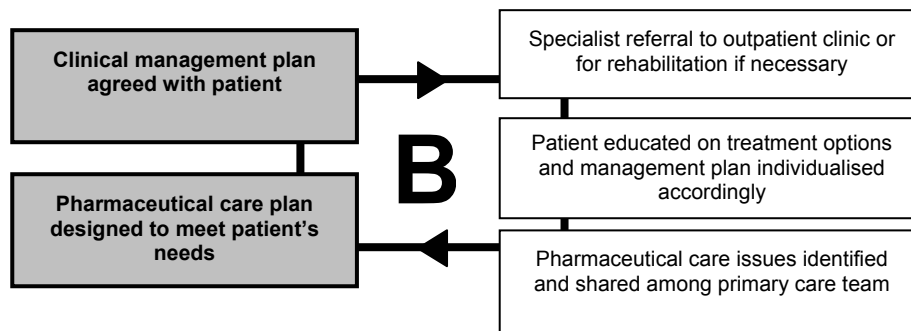 Clinical management plan
agreed with patient
Pharmaceutical care plan
designed to meet patient’s
needs
B
Specialist referral to outpatient clinic or
for rehabilitation if necessary
Patient educated on treatment options
and management plan individualised
accordingly
Pharmaceutical care issues identified
and shared among primary care team